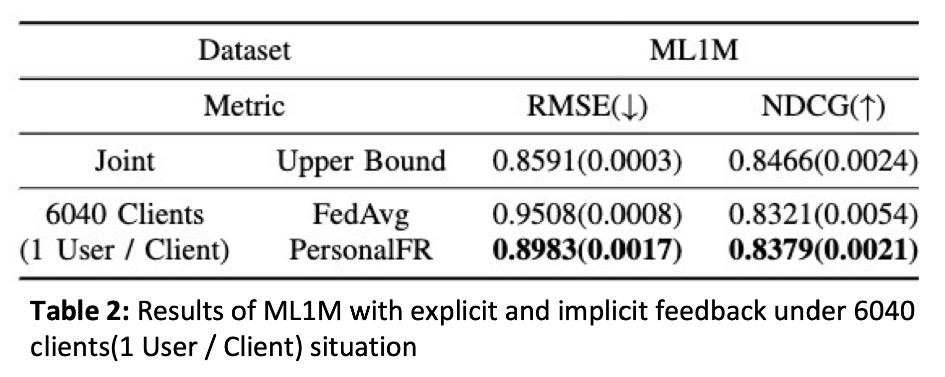 Dataset ML1M
Metric RMSE(↓) NDCG(↑)
Joint Upper Bound 0.8591(0.0003) 0.8466(0.0024)
6040 Clients FedAvg 0.9508(0.0008) 0.8321(0.0054)
(1 User / Client) PersonalFR 0.8983(0.0017) 0.8379(0.0021)
Table 2: Results of ML1M with explicit and implicit feedback under 6040
clients(1 User / Client) situation